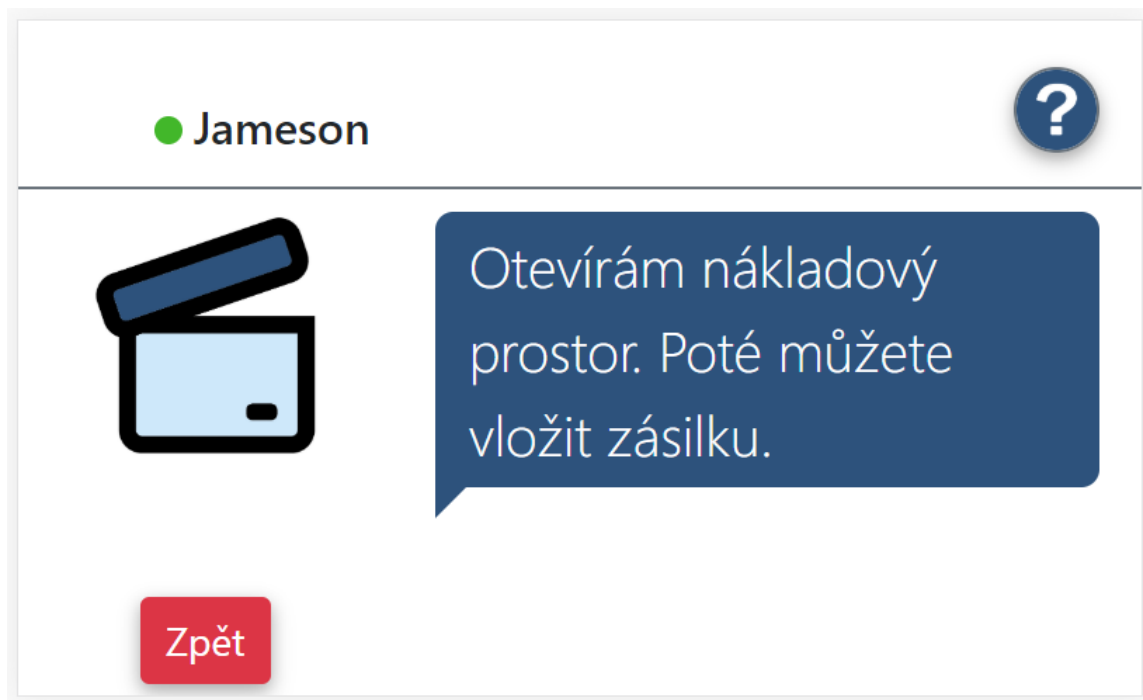 Jameson
?
Otevírám nákladový
prostor. Poté můžete
vložit zásilku.
Zpět